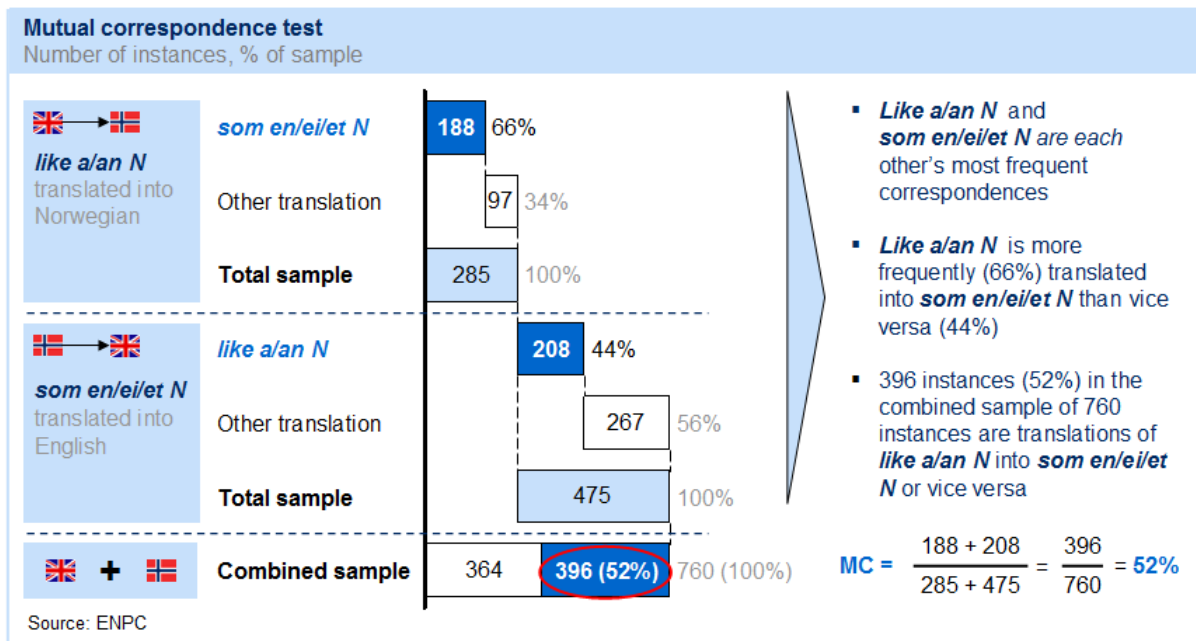 Mutual correspondence test
Number of instances, % of sample
like a/an N
translated into
Norwegian
som en/ei/et N
188
66%
Other translation
97
34%
Total sample
285
100%
som en/ei/et N
translated into
English
like a/an N
208
44%
Other translation
267
56%
Total sample
475
100%
+
Combined sample
364
396 (52%)
760 (100%)
Source: ENPC
▪ Like a/an N and
som en/ei/et N are each
other's most frequent
correspondences
▪ Like a/an N is more
frequently (66%) translated
into som en/ei/et N than vice
versa (44%)
▪ 396 instances (52%) in the
combined sample of 760
instances are translations of
like a/an N into som en/ei/et
N or vice versa
188 + 208 396
MC = = = 52%
285 + 475 760